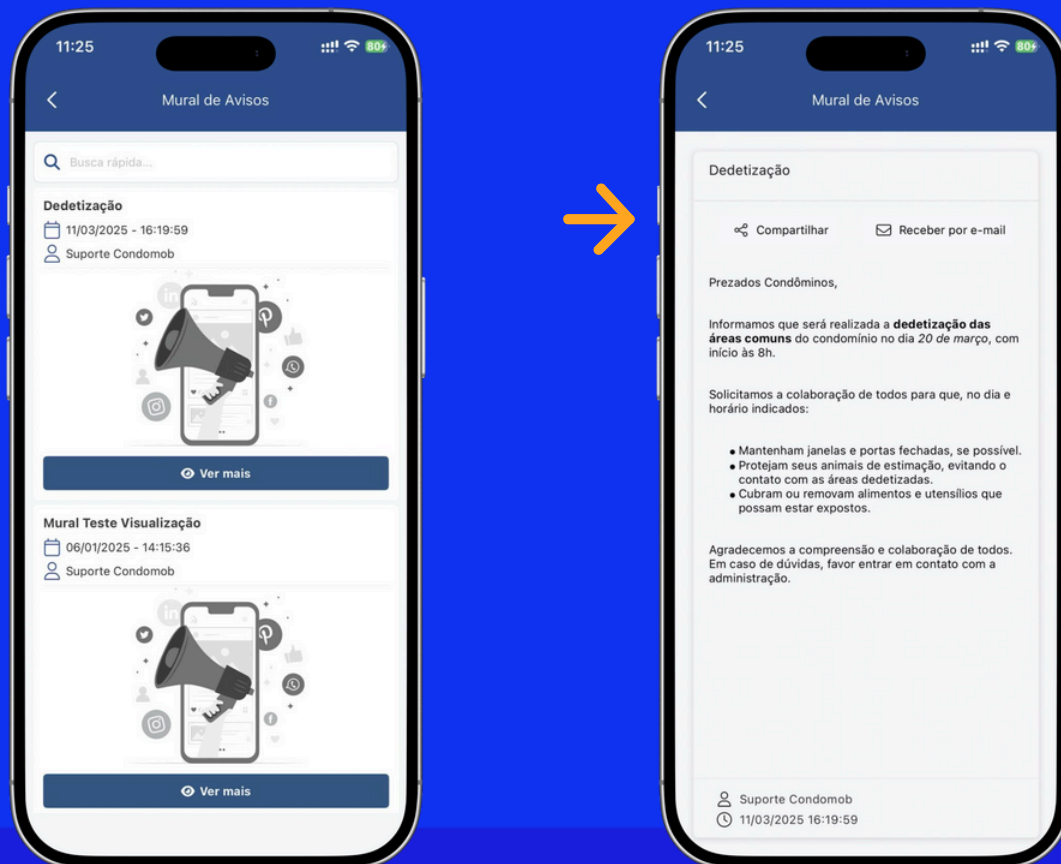 11:25
80
Mural de Avisos
Busca rápida...
Dedetização
11/03/2025 - 16:19:59
Suporte Condomob
in
Ver mais
Mural Teste Visualização
06/01/2025 - 14:15:36
Suporte Condomob
in
Ver mais
11:25
80
Mural de Avisos
Dedetização
Compartilhar
Receber por e-mail
Prezados Condôminos,
Informamos que será realizada a dedetização das
áreas comuns do condomínio no dia 20 de março, com
início às 8h.
Solicitamos a colaboração de todos para que, no dia e
horário indicados:
• Mantenham janelas e portas fechadas, se possível.
• Protejam seus animais de estimação, evitando o
contato com as áreas dedetizadas.
• Cubram ou removam alimentos e utensílios que
possam estar expostos.
Agradecemos a compreensão e colaboração de todos.
Em caso de dúvidas, favor entrar em contato com a
administração.
Suporte Condomob
11/03/2025 16:19:59